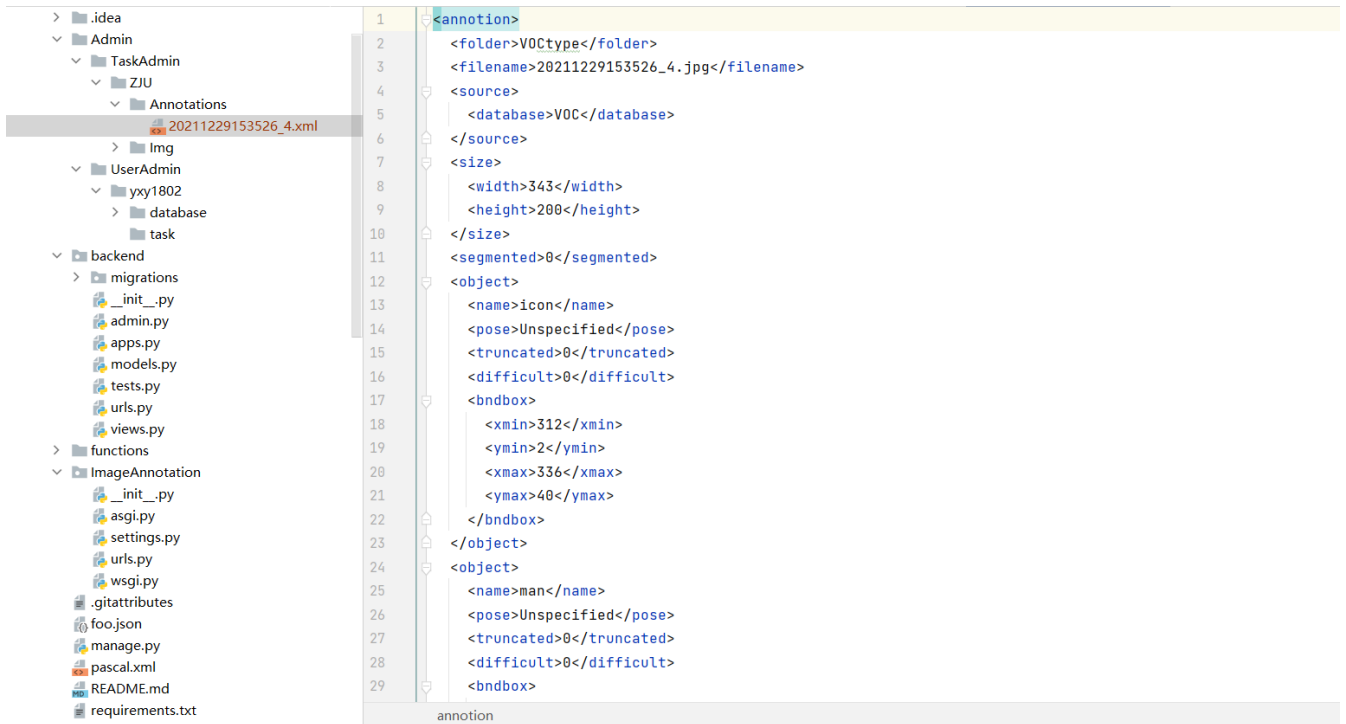 .idea
Admin
TaskAdmin
ZJU
Annotations
20211229153526_4.xml
Img
UserAdmin
yxy1802
database
task
backend
migrations
__init__.py
admin.py
apps.py
models.py
tests.py
urls.py
views.py
functions
ImageAnnotation
__init__.py
asgi.py
settings.py
urls.py
wsgi.py
.gitattributes
foo.json
manage.py
pascal.xml
README.md
requirements.txt
1 <annotion>
2 <folder>VOCtype</folder>
3 <filename>20211229153526_4.jpg</filename>
4 <source>
5 <database>VOC</database>
6 </source>
7 <size>
8 <width>343</width>
9 <height>200</height>
10 </size>
11 <segmented>0</segmented>
12 <object>
13 <name>icon</name>
14 <pose>Unspecified</pose>
15 <truncated>0</truncated>
16 <difficult>0</difficult>
17 <bndbox>
18 <xmin>312</xmin>
19 <ymin>2</ymin>
20 <xmax>336</xmax>
21 <ymax>40</ymax>
22 </bndbox>
23 </object>
24 <object>
25 <name>man</name>
26 <pose>Unspecified</pose>
27 <truncated>0</truncated>
28 <difficult>0</difficult>
29 <bndbox>
annotion